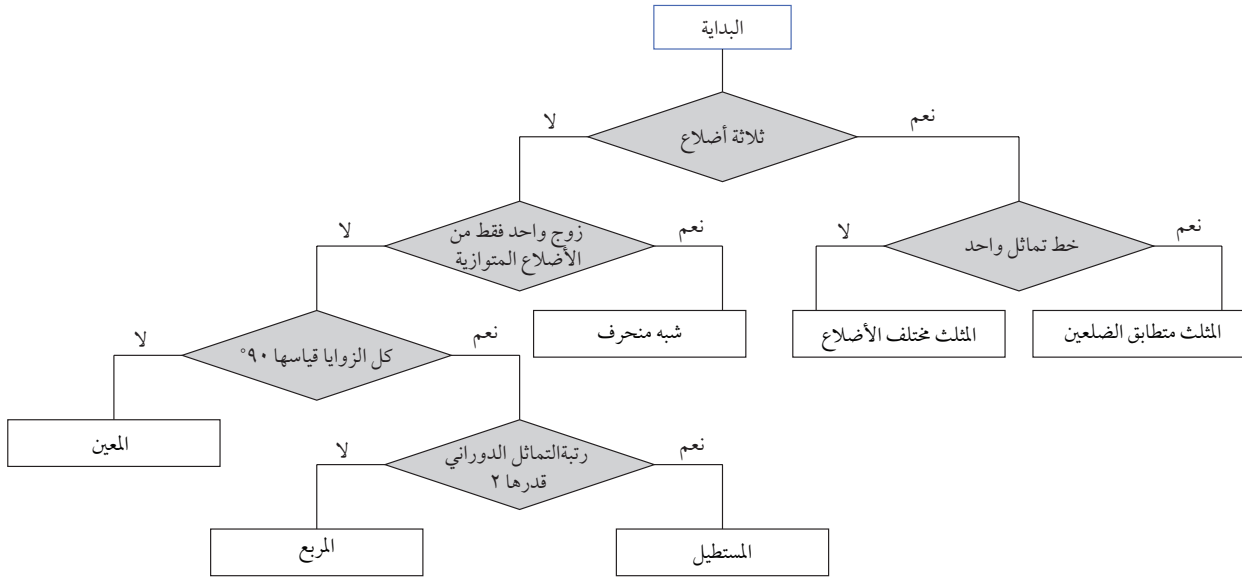 البداية
ثلاثة أضلاع
نعم
لا
خط تماثل واحد
نعم
لا
زوج واحد فقط من
الأضلاع المتوازية
نعم
لا
المثلث متطابق الضلعين
المثلث مختلف الأضلاع
شبه منحرف
كل الزوايا قياسها ٩٠°
نعم
لا
المعين
رتبةالتماثل الدوراني
قدرها ٢
نعم
لا
المستطيل
المربع